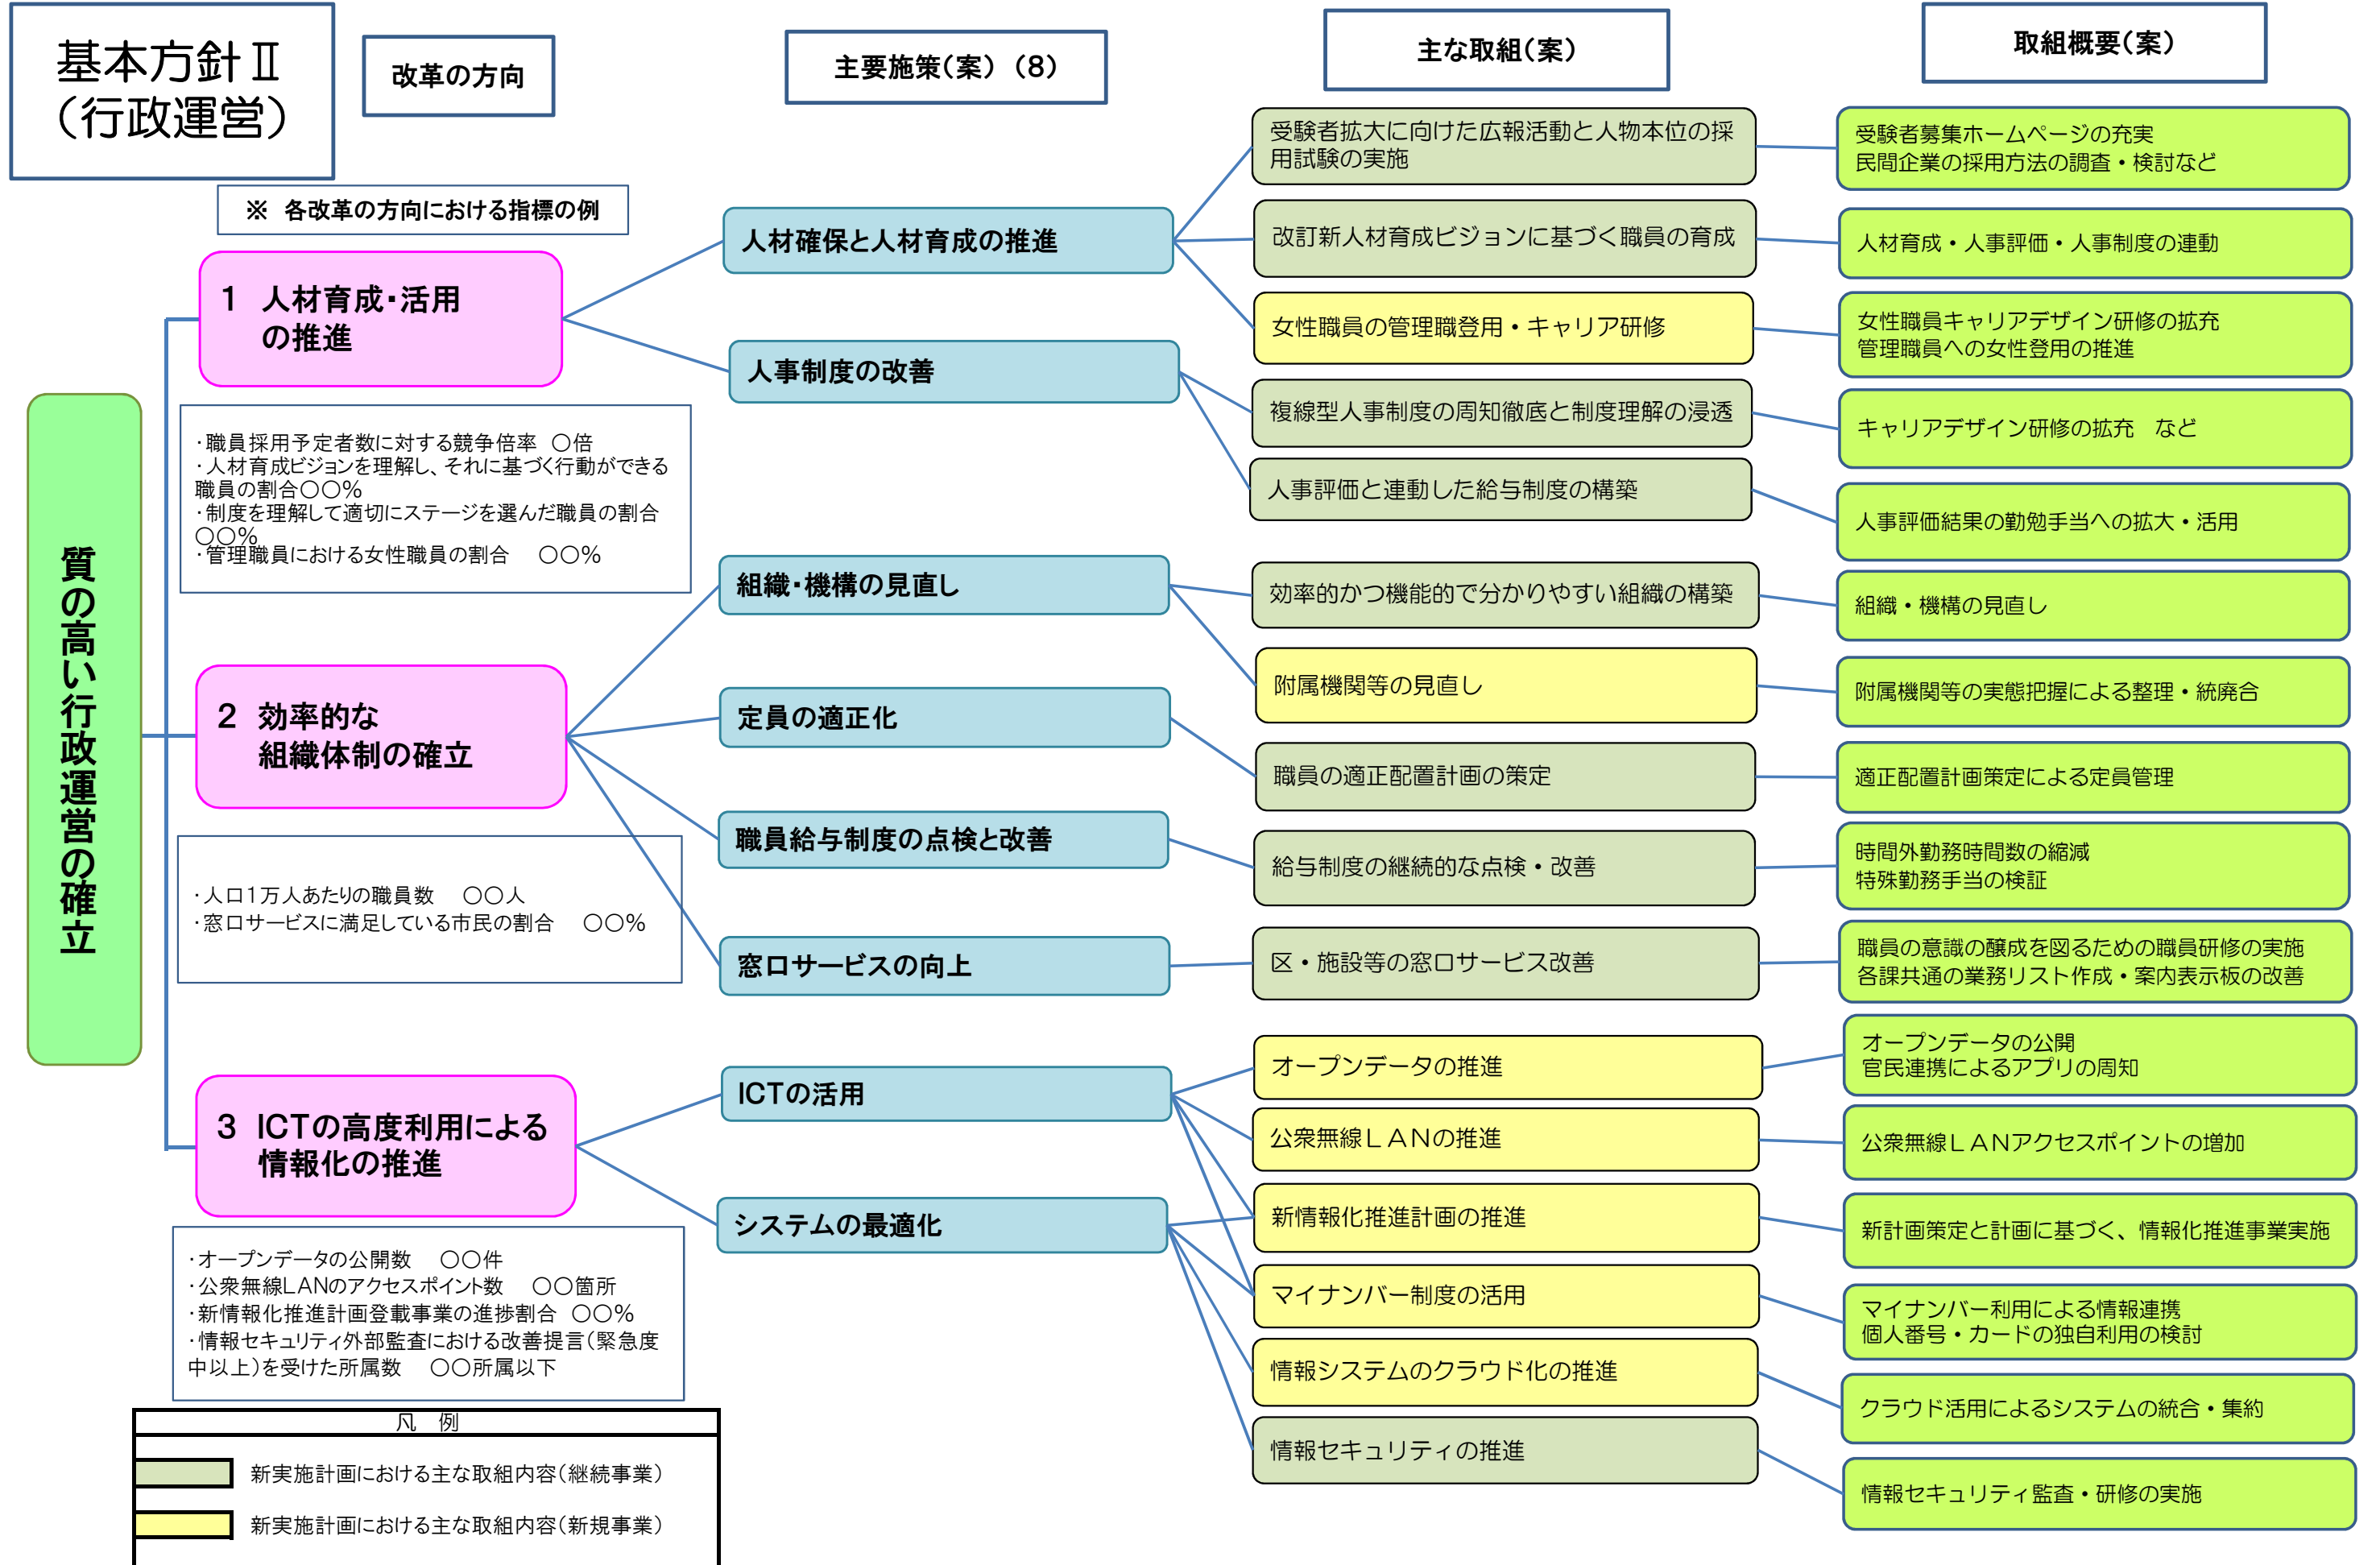 基本方針Ⅱ
（行政運営）
改革の方向
主要施策（案）（８）
主な取組（案）
取組概要（案）
※　各改革の方向における指標の例
質の高い行政運営の確立
１　人材育成・活用
の推進
・職員採用予定者数に対する競争倍率　〇倍
・人材育成ビジョンを理解し、それに基づく行動ができる
職員の割合〇〇％
・制度を理解して適切にステージを選んだ職員の割合
〇〇％
・管理職員における女性職員の割合　〇〇％
２　効率的な
組織体制の確立
・人口１万人あたりの職員数　〇〇人
・窓口サービスに満足している市民の割合　〇〇％
３　ICTの高度利用による
情報化の推進
・オープンデータの公開数　〇〇件
・公衆無線LANのアクセスポイント数　〇〇箇所
・新情報化推進計画登載事業の進捗割合　〇〇％
・情報セキュリティ外部監査における改善提言（緊急度
中以上）を受けた所属数　〇〇所属以下
人材確保と人材育成の推進
人事制度の改善
組織・機構の見直し
定員の適正化
職員給与制度の点検と改善
窓口サービスの向上
ICTの活用
システムの最適化
受験者拡大に向けた広報活動と人物本位の採
用試験の実施
改訂新人材育成ビジョンに基づく職員の育成
女性職員の管理職登用・キャリア研修
複線型人事制度の周知徹底と制度理解の浸透
人事評価と連動した給与制度の構築
効率的かつ機能的で分かりやすい組織の構築
附属機関等の見直し
職員の適正配置計画の策定
給与制度の継続的な点検・改善
区・施設等の窓口サービス改善
オープンデータの推進
公衆無線ＬＡＮの推進
新情報化推進計画の推進
マイナンバー制度の活用
情報システムのクラウド化の推進
情報セキュリティの推進
受験者募集ホームページの充実
民間企業の採用方法の調査・検討など
人材育成・人事評価・人事制度の連動
女性職員キャリアデザイン研修の拡充
管理職員への女性登用の推進
キャリアデザイン研修の拡充　など
人事評価結果の勤勉手当への拡大・活用
組織・機構の見直し
附属機関等の実態把握による整理・統廃合
適正配置計画策定による定員管理
時間外勤務時間数の縮減
特殊勤務手当の検証
職員の意識の醸成を図るための職員研修の実施
各課共通の業務リスト作成・案内表示板の改善
オープンデータの公開
官民連携によるアプリの周知
公衆無線ＬＡＮアクセスポイントの増加
新計画策定と計画に基づく、情報化推進事業実施
マイナンバー利用による情報連携
個人番号・カードの独自利用の検討
クラウド活用によるシステムの統合・集約
情報セキュリティ監査・研修の実施
凡　例
新実施計画における主な取組内容（継続事業）
新実施計画における主な取組内容（新規事業）